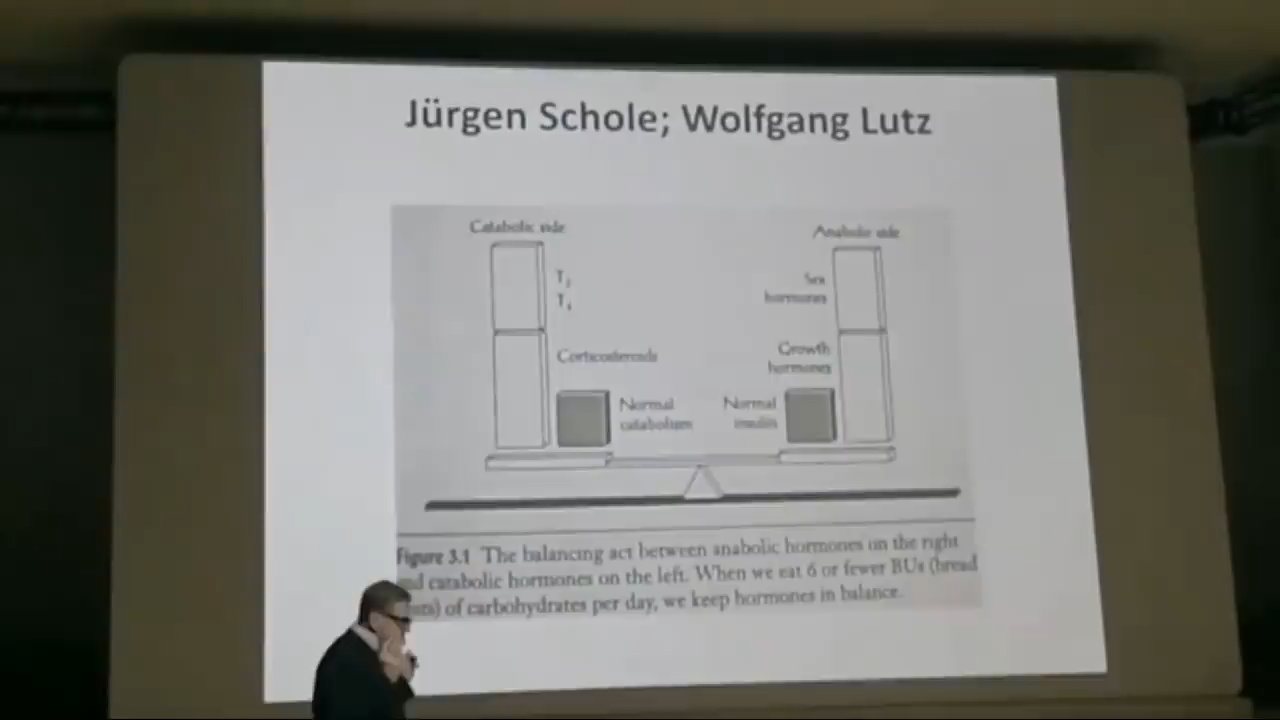 Jürgen Schole; Wolfgang Lutz
Catabolic side
Anabolic side
T3
T4
Sex
hormones
Corticosteroids
Growth
hormones
Normal
catabolism
Normal
insulin
Figure 3.1 The balancing act between anabolic hormones on the right
catabolic hormones on the left. When we eat 6 or fewer BUs (bread
of carbohydrates per day, we keep hormones in balance.